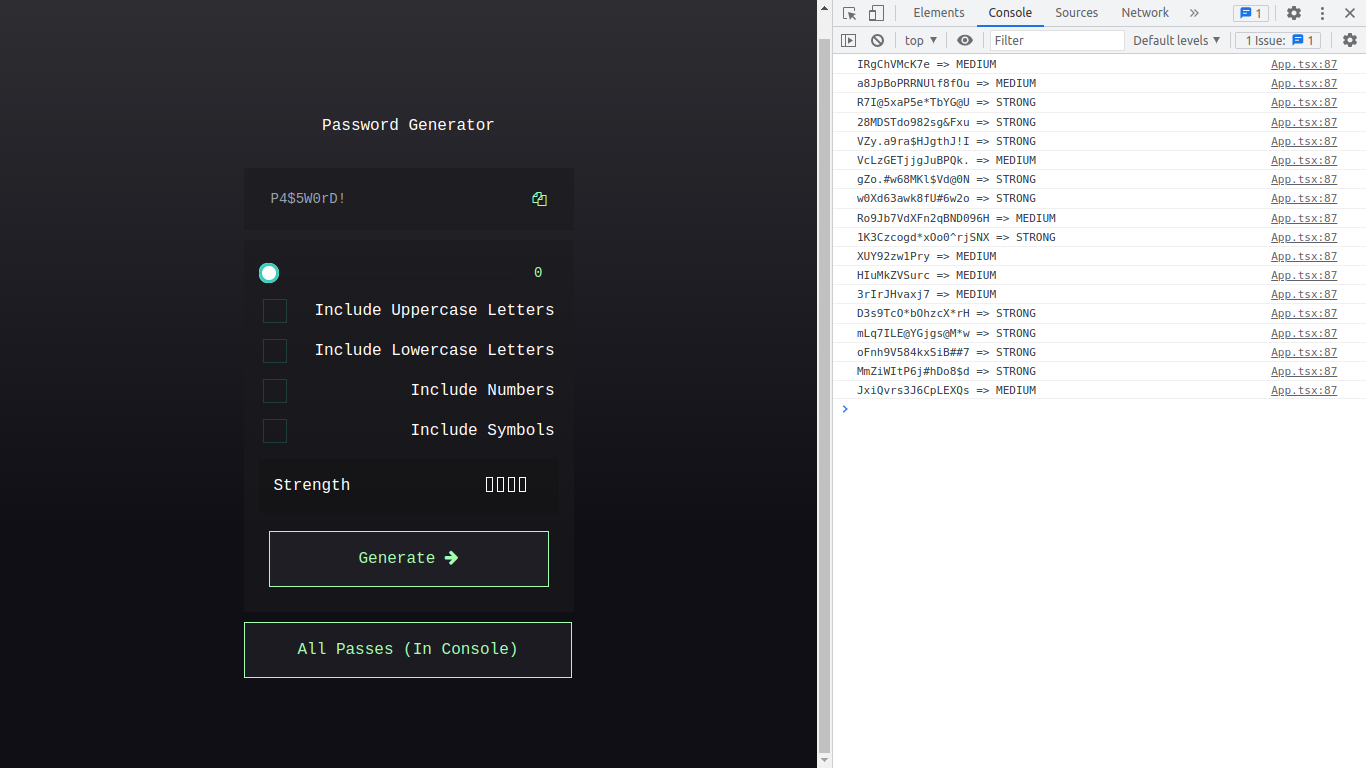 Password Generator
P4$5W0rD!
0
Include Uppercase Letters
Include Lowercase Letters
Include Numbers
Include Symbols
Strength
Generate
All Passes (In Console)
Elements Console Sources Network » 1
top Filter Default levels 1 Issue: 1
IRgChVMcK7e => MEDIUM App.tsx:87
a8JpBoPRRNUlf8fOu => MEDIUM App.tsx:87
R7I@5xaP5e*TbYG@U => STRONG App.tsx:87
28MDSTdo982sg&Fxu => STRONG App.tsx:87
VZy.a9ra$HJgthJ!I => STRONG App.tsx:87
VcLzGETjjgJuBPQk. => MEDIUM App.tsx:87
gZo.#w68MKl$Vd@0N => STRONG App.tsx:87
w0Xd63awk8fU#6w2o => STRONG App.tsx:87
Ro9Jb7VdXFn2qBND096H => MEDIUM App.tsx:87
1K3Czcogd*xOo0^rjSNX => STRONG App.tsx:87
XUY92zw1Pry => MEDIUM App.tsx:87
HIuMkZVSurc => MEDIUM App.tsx:87
3rIrJHvaxj7 => MEDIUM App.tsx:87
D3s9TcO*bOhzcX*rH => STRONG App.tsx:87
mLq7ILE@YGjgs@M*w => STRONG App.tsx:87
oFnh9V584kxSiB##7 => STRONG App.tsx:87
MmZiWItP6j#hDo8$d => STRONG App.tsx:87
JxiQvrs3J6CpLEXQs => MEDIUM App.tsx:87